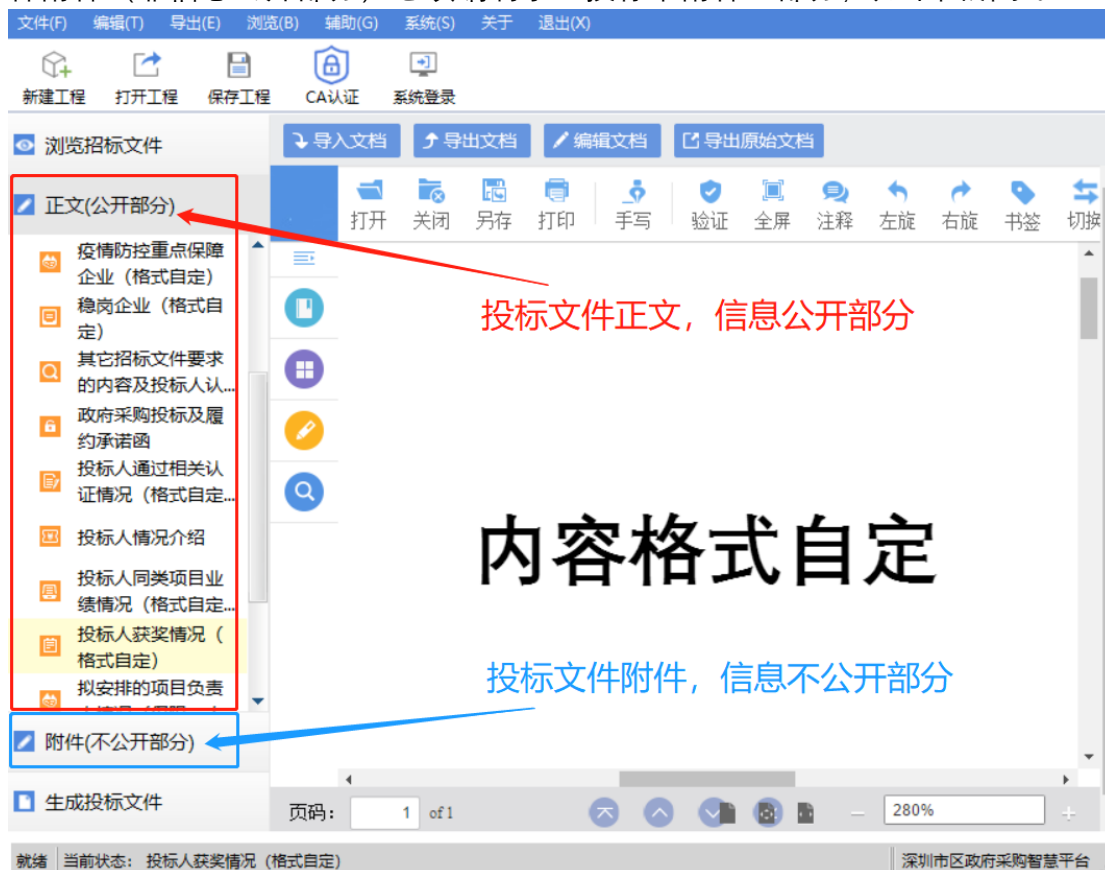 文件(F) 编辑(T) 导出(E) 浏览(B) 辅助(G) 系统(S) 关于 退出(X)
新建工程 打开工程 保存工程 CA认证 系统登录
浏览招标文件
导入文档 导出文档 编辑文档 导出原始文档
正文(公开部分)
打开 关闭 另存 打印 手写 验证 全屏 注释 左旋 右旋 书签 切换
疫情防控重点保障
企业（格式自定）
稳岗企业（格式自
定）
其它招标文件要求
的内容及投标人认...
政府采购投标及履
约承诺函
投标人通过相关认
证情况（格式自定...
投标人情况介绍
投标人同类项目业
绩情况（格式自定...
投标人获奖情况（
格式自定）
拟安排的项目负责
投标文件正文，信息公开部分
内容格式自定
投标文件附件，信息不公开部分
附件(不公开部分)
生成投标文件
页码： 1 of 1 280%
就绪 当前状态： 投标人获奖情况（格式自定） 深圳市区政府采购智慧平台